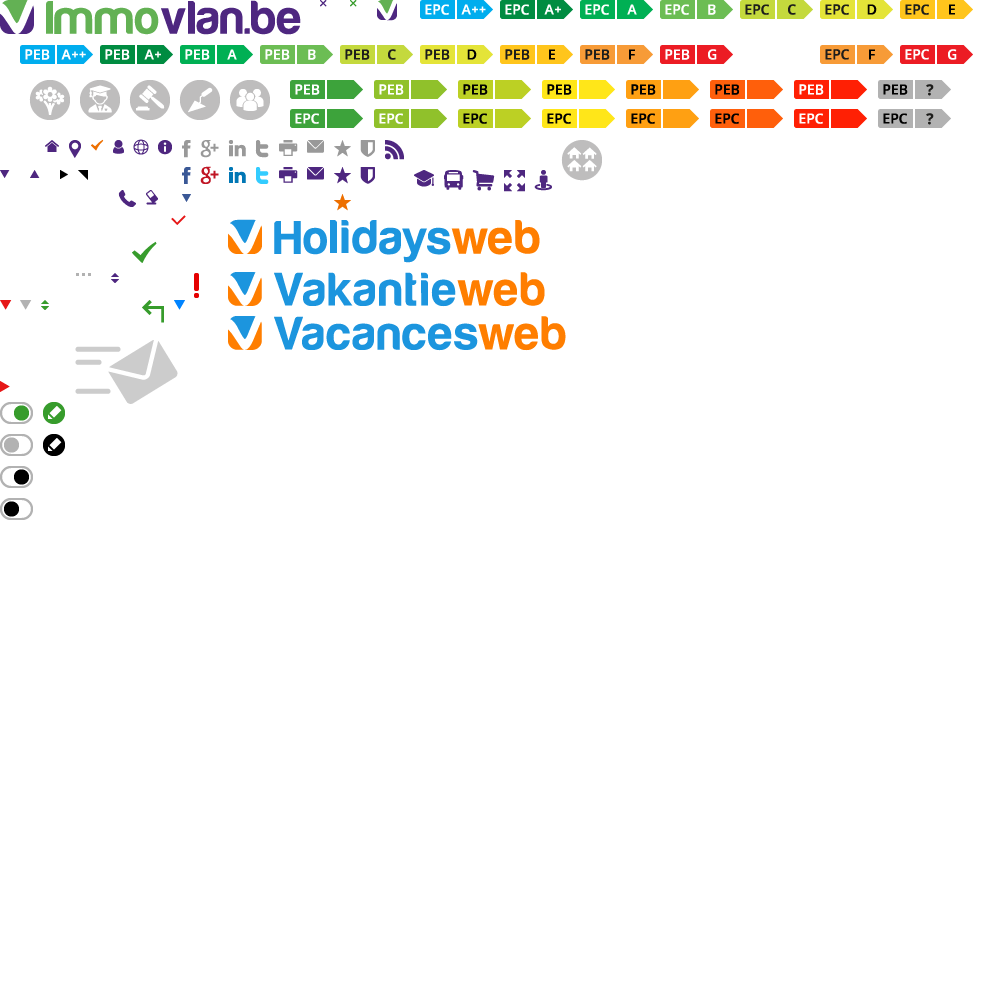 Immovlan.be EPC A++ EPC A+ EPC A EPC B EPC C EPC D EPC E
PEB A++ PEB A+ PEB A PEB B PEB C PEB D PEB E PEB F PEB G EPC F EPC G
PEB PEB PEB PEB PEB PEB PEB PEB ?
EPC EPC EPC EPC EPC EPC EPC EPC ?
f g+ in t
f g+ in t
Holidaysweb
Vakantieweb
Vacancesweb